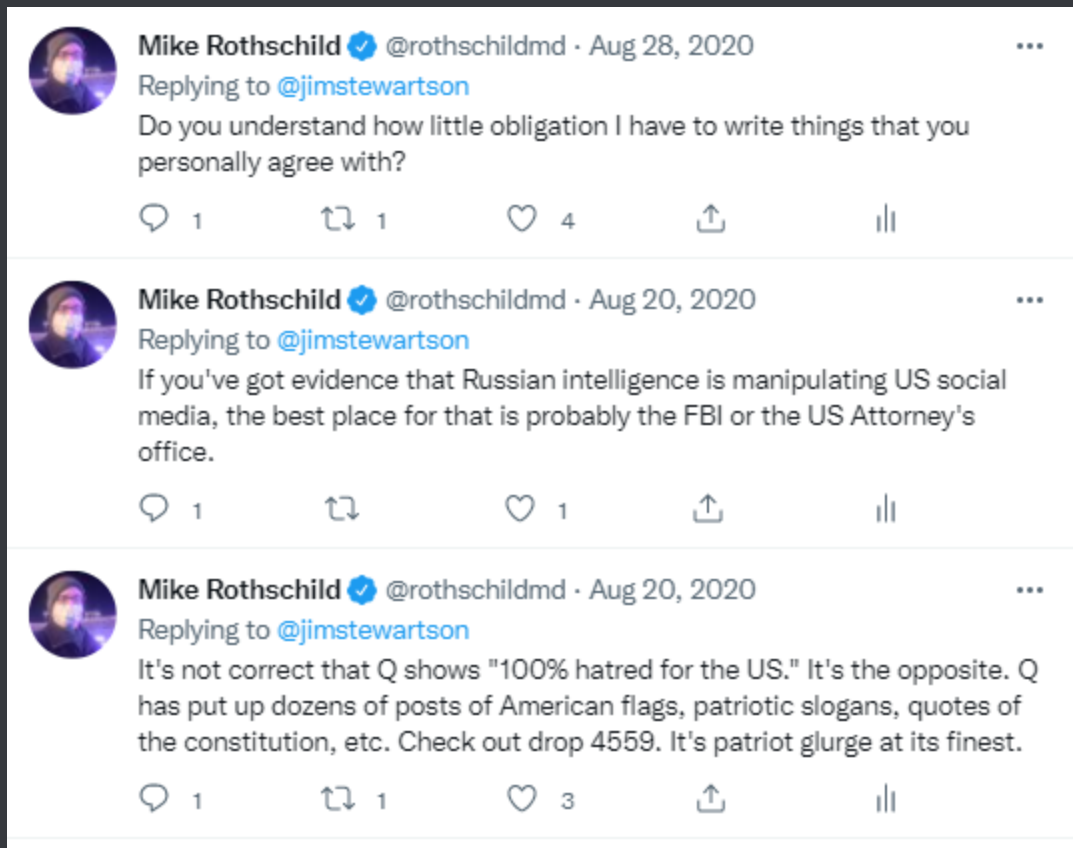 Mike Rothschild @rothschildmd · Aug 28, 2020
Replying to @jimstewartson
Do you understand how little obligation I have to write things that you
personally agree with?
1 1 4
Mike Rothschild @rothschildmd · Aug 20, 2020
Replying to @jimstewartson
If you've got evidence that Russian intelligence is manipulating US social
media, the best place for that is probably the FBI or the US Attorney's
office.
1 1
Mike Rothschild @rothschildmd · Aug 20, 2020
Replying to @jimstewartson
It's not correct that Q shows "100% hatred for the US." It's the opposite. Q
has put up dozens of posts of American flags, patriotic slogans, quotes of
the constitution, etc. Check out drop 4559. It's patriot glurge at its finest.
1 1 3